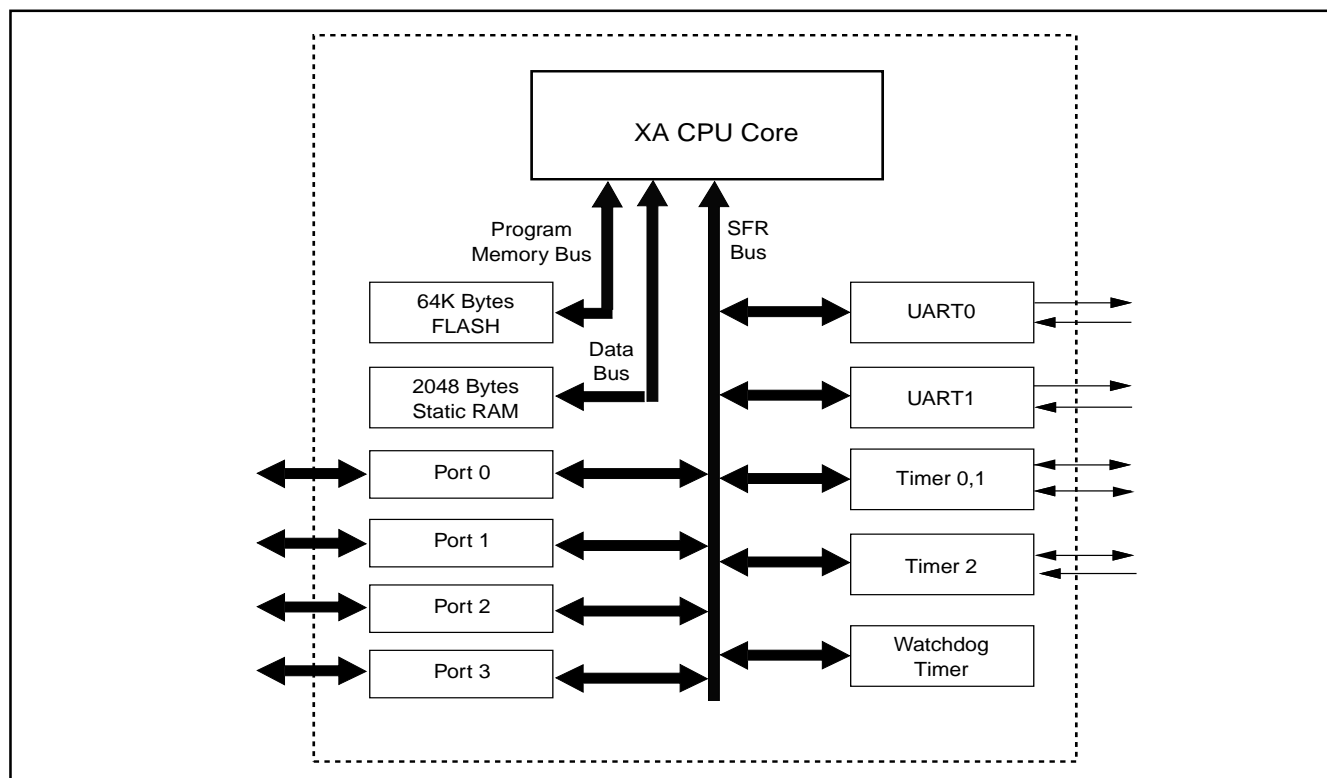 XA CPU Core
Program
Memory Bus
SFR
Bus
64K Bytes
FLASH
Data
Bus
2048 Bytes
Static RAM
Port 0
Port 1
Port 2
Port 3
UART0
UART1
Timer 0,1
Timer 2
Watchdog
Timer